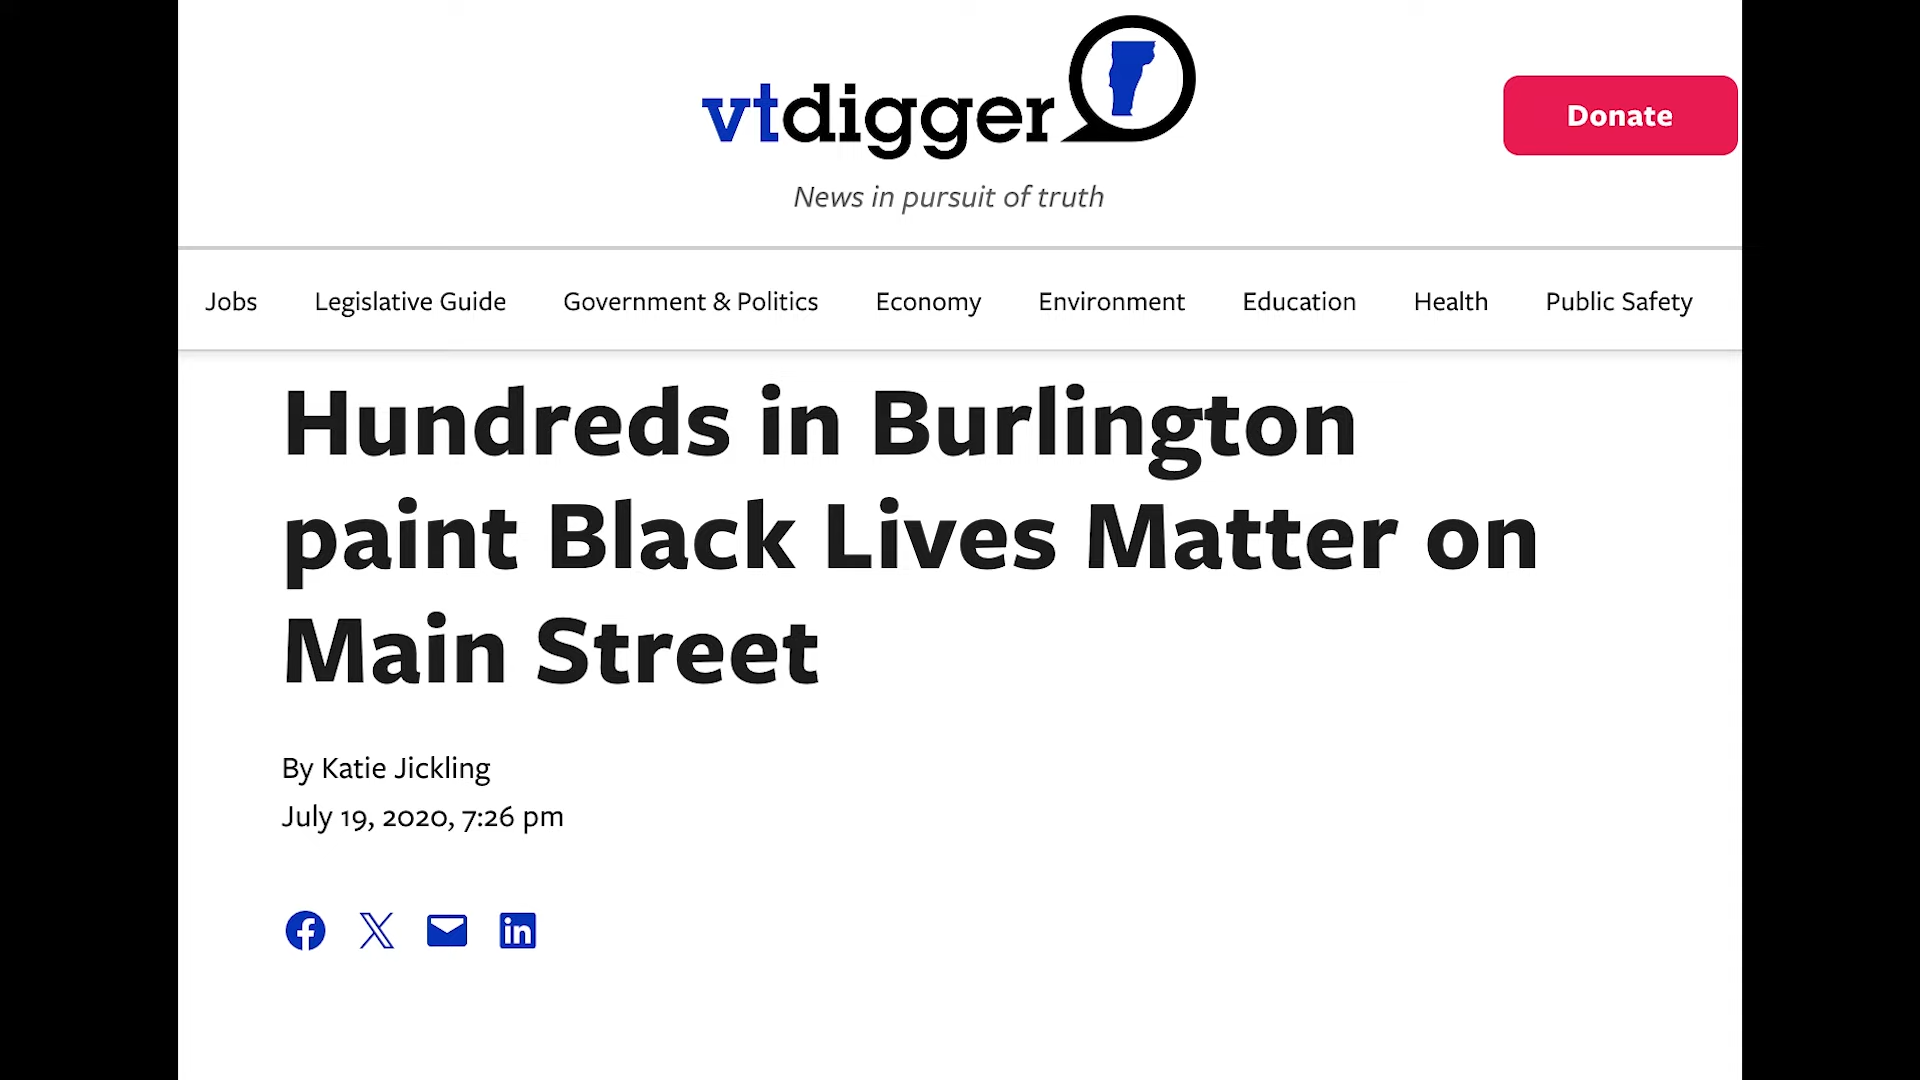 vtdigger
Donate
News in pursuit of truth
Jobs Legislative Guide Government & Politics Economy Environment Education Health Public Safety
Hundreds in Burlington
paint Black Lives Matter on
Main Street
By Katie Jickling
July 19, 2020, 7:26 pm